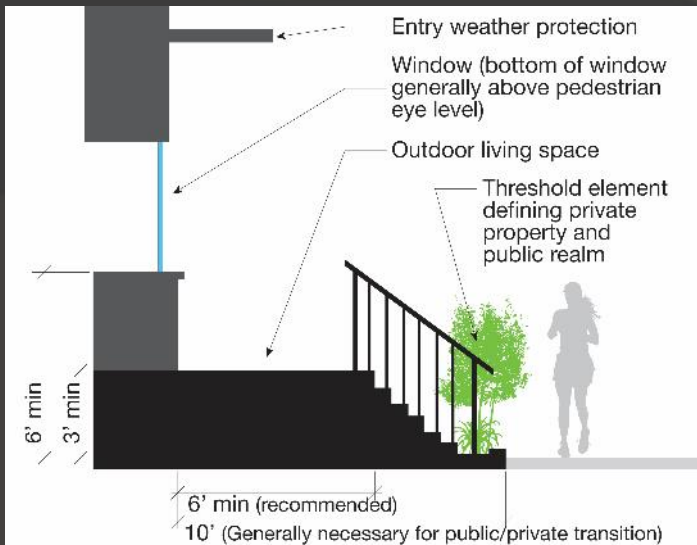 Entry weather protection
Window (bottom of window
generally above pedestrian
eye level)
Outdoor living space
Threshold element
defining private
property and
public realm
6' min
3' min
6' min (recommended)
10' (Generally necessary for public/private transition)